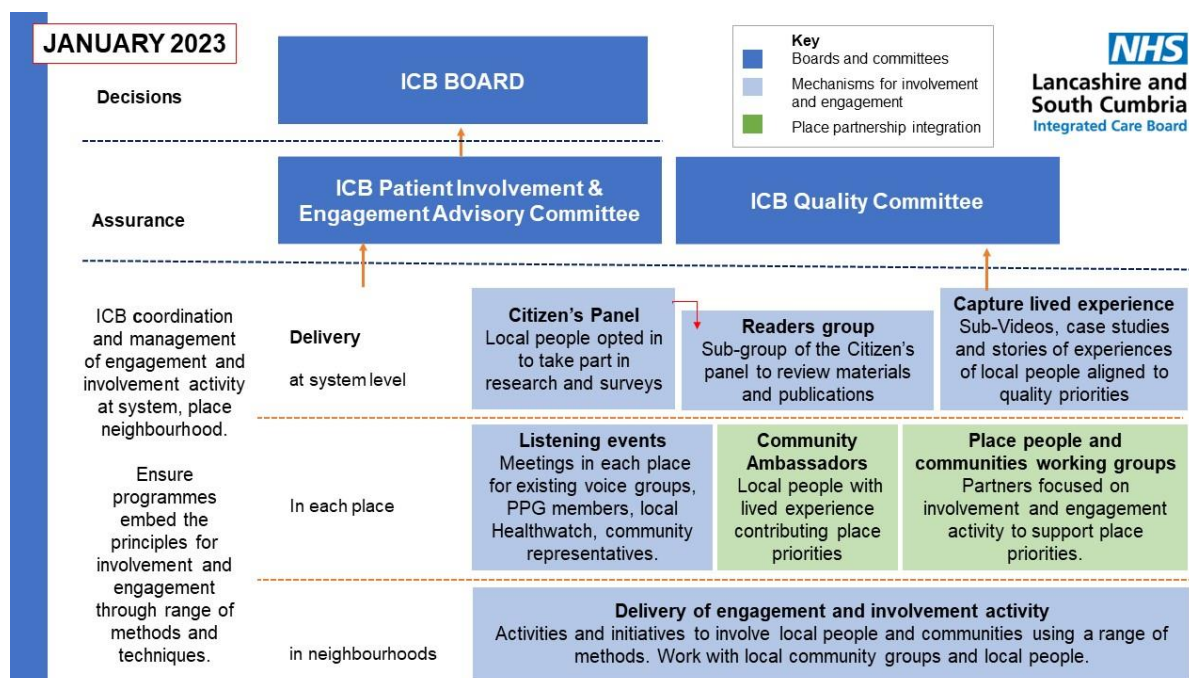 JANUARY 2023
Decisions
ICB BOARD
Key
Boards and committees
Mechanisms for involvement
and engagement
Place partnership integration
NHS
Lancashire and
South Cumbria
Integrated Care Board
Assurance
ICB Patient Involvement &
Engagement Advisory Committee
ICB Quality Committee
ICB coordination
and management
of engagement and
involvement activity
at system, place
neighbourhood.
Ensure
programmes
embed the
principles for
involvement and
engagement
through range of
methods and
techniques.
Delivery
at system level
Citizen's Panel
Local people opted in
to take part in
research and surveys
Readers group
Sub-group of the Citizen's
panel to review materials
and publications
Capture lived experience
Sub-Videos, case studies
and stories of experiences
of local people aligned to
quality priorities
In each place
Listening events
Meetings in each place
for existing voice groups,
PPG members, local
Healthwatch, community
representatives.
Community
Ambassadors
Local people with
lived experience
contributing place
priorities
Place people and
communities working groups
Partners focused on
involvement and engagement
activity to support place
priorities.
in neighbourhoods
Delivery of engagement and involvement activity
Activities and initiatives to involve local people and communities using a range of
methods. Work with local community groups and local people.